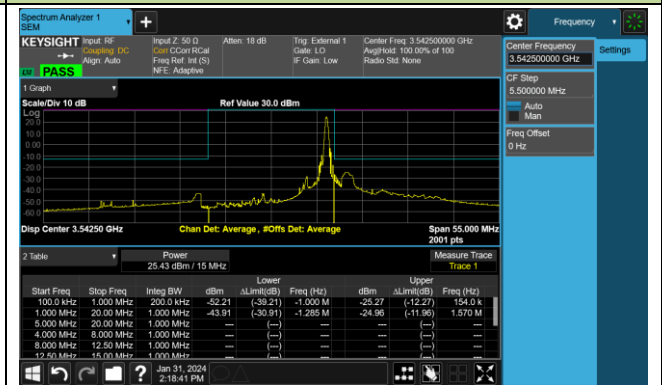 Spectrum Analyzer 1
SEM
+
Frequency
KEYSIGHT
Input: RF
Coupling: DC
Align: Auto
Input Z: 50 Ω
Corr CCorr RCal
Freq Ref: Int (S)
NFE: Adaptive
Atten: 18 dB
Trig: External 1
Gate: LO
IF Gain: Low
Center Freq: 3.542500000 GHz
Avg|Hold: 100.00% of 100
Radio Std: None
PASS
Center Frequency
3.542500000 GHz
Settings
CF Step
5.500000 MHz
Auto
Man
Freq Offset
0 Hz
1 Graph
Scale/Div 10 dB
Ref Value 30.0 dBm
Log
20.0
10.0
0.00
-10.0
-20.0
-30.0
-40.0
-50.0
-60.0
Disp Center 3.54250 GHz
Chan Det: Average, #Offs Det: Average
Span 55.000 MHz
2001 pts
2 Table
Power
25.43 dBm / 15 MHz
Measure Trace
Trace 1
Lower Upper
Start Freq Stop Freq Integ BW dBm ΔLimit(dB) Freq (Hz) dBm ΔLimit(dB) Freq (Hz)
100.0 kHz 1.000 MHz 200.0 kHz -52.21 (-39.21) -1.000 M -25.27 (-12.27) 154.0 k
1.000 MHz 20.00 MHz 1.000 MHz -43.91 (-30.91) -1.285 M -24.96 (-11.96) 1.570 M
5.000 MHz 20.00 MHz 1.000 MHz --- (---) --- --- (---) ---
4.000 MHz 8.000 MHz 1.000 MHz --- (---) --- --- (---) ---
8.000 MHz 12.50 MHz 1.000 MHz --- (---) --- --- (---) ---
12.50 MHz 15.00 MHz 1.000 MHz --- (---) --- --- (---) ---
?
Jan 31, 2024
2:18:41 PM